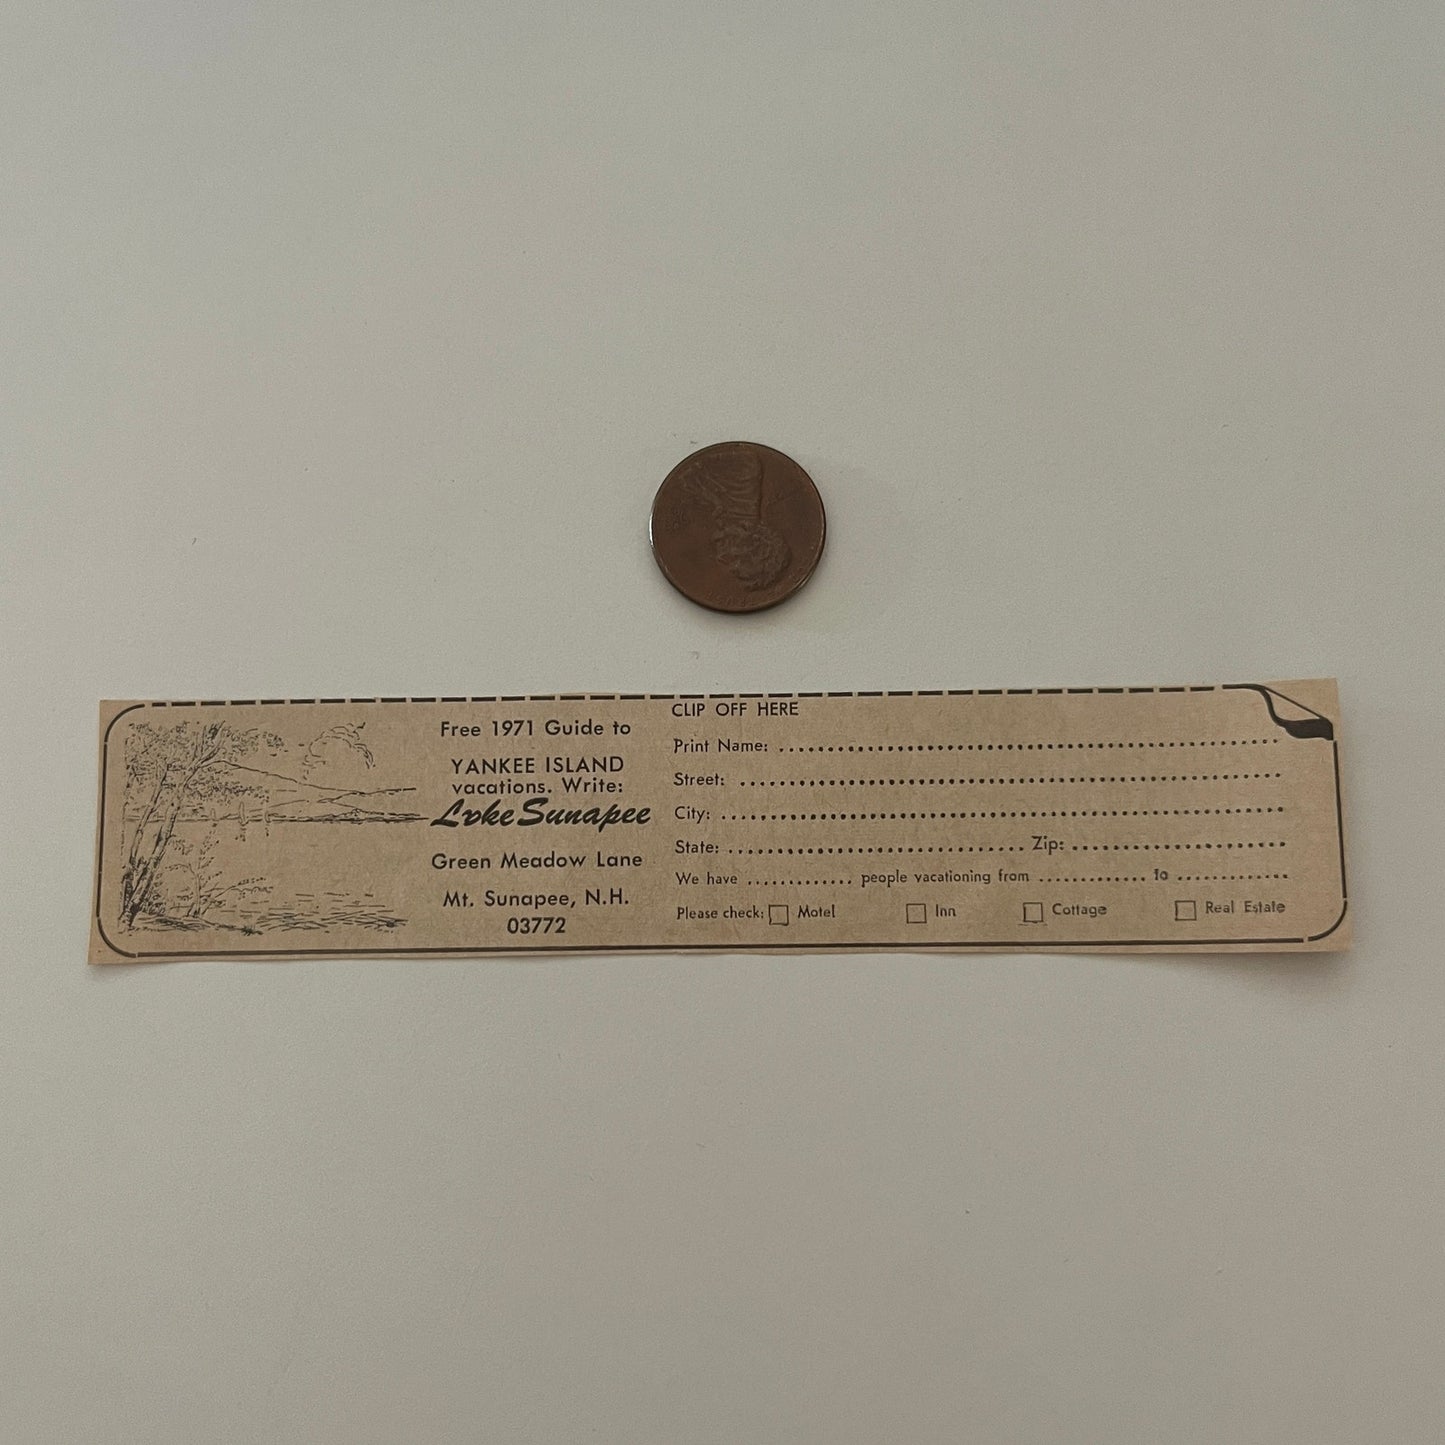 Free 1971 Guide to
YANKEE ISLAND
vacations. Write:
Lake Sunapee
Green Meadow Lane
Mt. Sunapee, N.H.
03772
CLIP OFF HERE
Print Name:
Street:
City:
State: Zip:
We have people vacationing from to
Please check: Motel Inn Cottage Real Estate